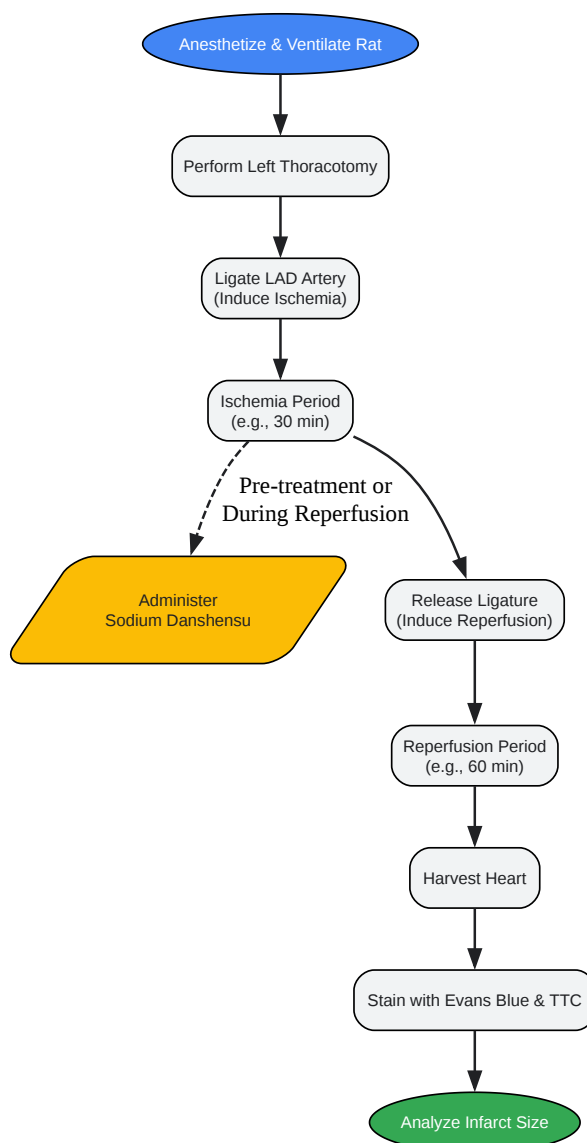 Anesthetize & Ventilate Rat
Perform Left Thoracotomy
Ligate LAD Artery
(Induce Ischemia)
Ischemia Period
(e.g., 30 min)
Pre-treatment or
During Reperfusion
Administer
Sodium Danshensu
Release Ligature
(Induce Reperfusion)
Reperfusion Period
(e.g., 60 min)
Harvest Heart
Stain with Evans Blue & TTC
Analyze Infarct Size